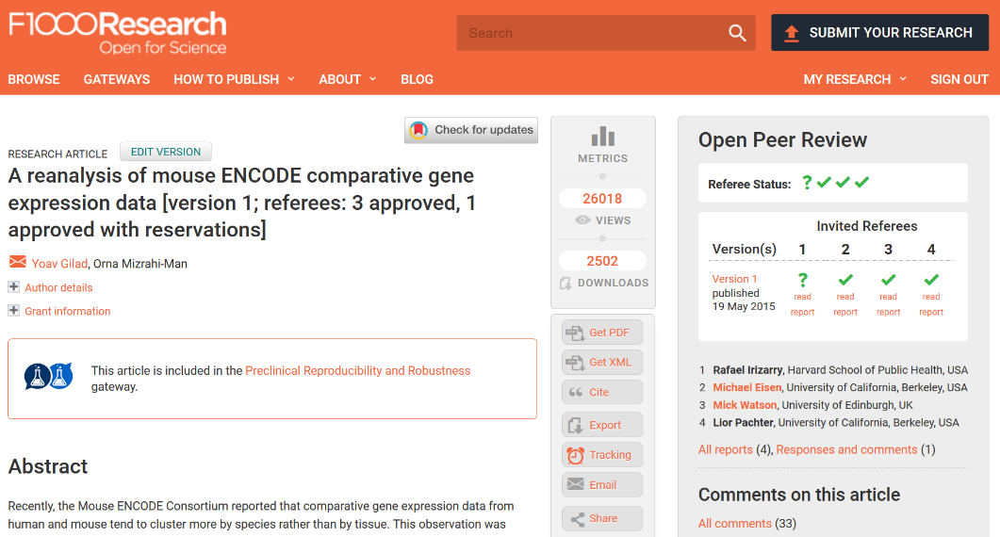 F1000Research
Open for Science
Search
SUBMIT YOUR RESEARCH
BROWSE GATEWAYS HOW TO PUBLISH ABOUT BLOG MY RESEARCH SIGN OUT
Check for updates
RESEARCH ARTICLE EDIT VERSION
A reanalysis of mouse ENCODE comparative gene
expression data [version 1; referees: 3 approved, 1
approved with reservations]
Yoav Gilad, Orna Mizrahi-Man
Author details
Grant information
This article is included in the Preclinical Reproducibility and Robustness
gateway.
Abstract
Recently, the Mouse ENCODE Consortium reported that comparative gene expression data from
human and mouse tend to cluster more by species rather than by tissue. This observation was
METRICS
26018
VIEWS
2502
DOWNLOADS
Get PDF
Get XML
Cite
Export
Tracking
Email
Share
Open Peer Review
Referee Status: ? ✓ ✓ ✓
Invited Referees
Version(s) 1 2 3 4
Version 1 ? ✓ ✓ ✓
published read read read read
19 May 2015 report report report report
1 Rafael Irizarry, Harvard School of Public Health, USA
2 Michael Eisen, University of California, Berkeley, USA
3 Mick Watson, University of Edinburgh, UK
4 Lior Pachter, University of California, Berkeley, USA
All reports (4), Responses and comments (1)
Comments on this article
All comments (33)